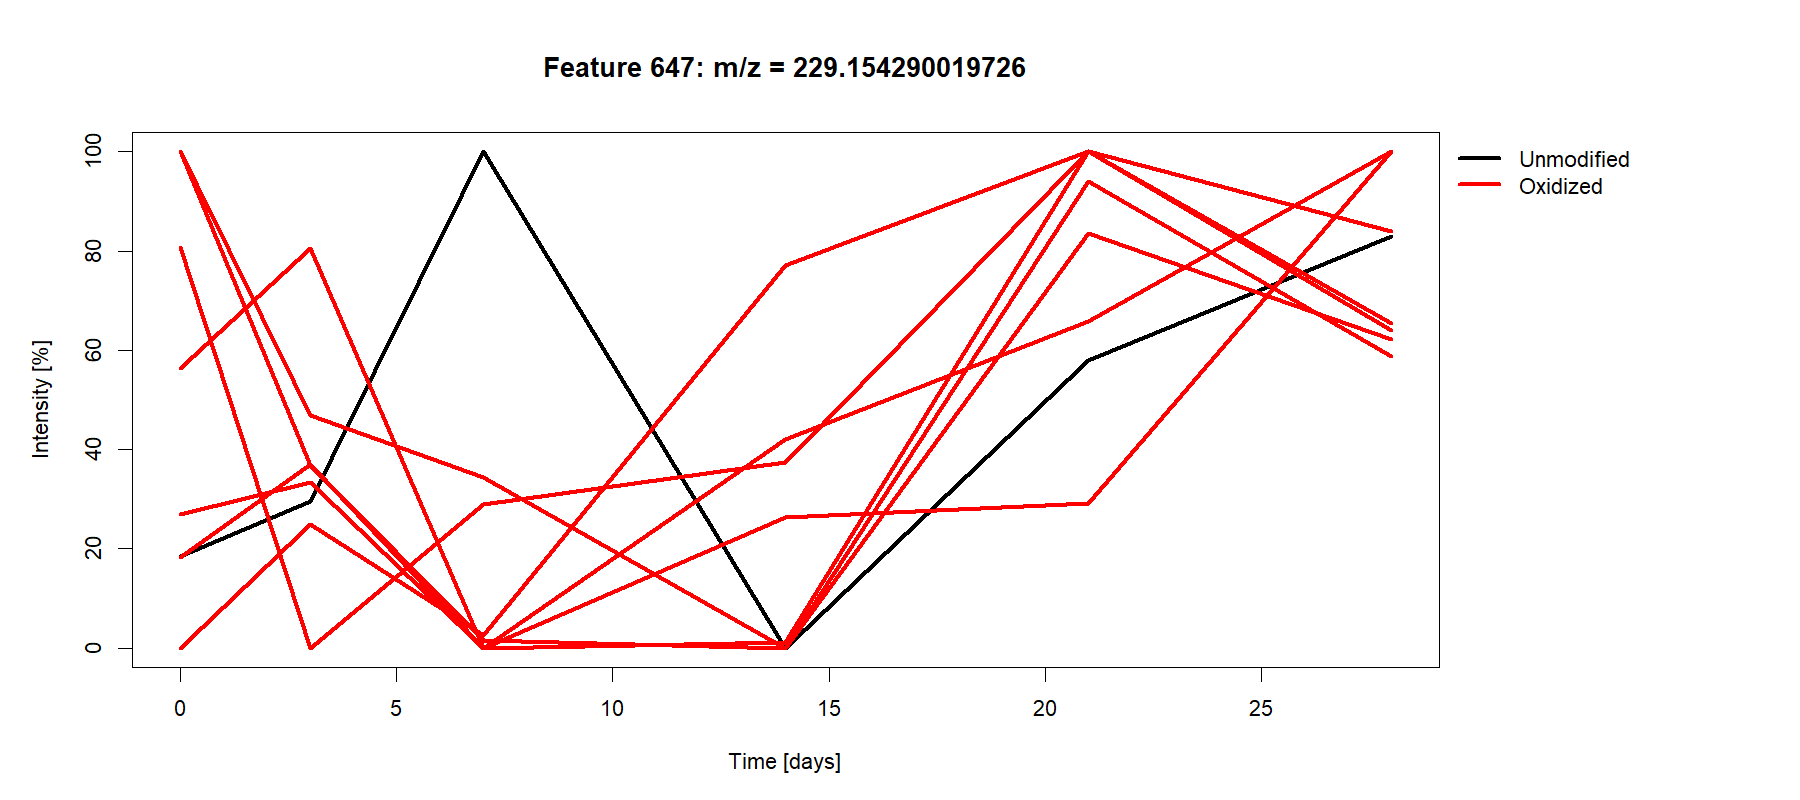 Feature 647: m/z = 229.154290019726
Unmodified
Oxidized
Intensity [%]
100
80
60
40
20
0
0 5 10 15 20 25
Time [days]